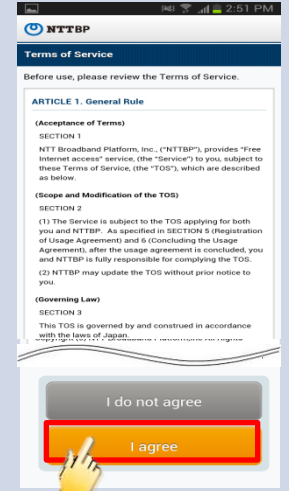 2:51 PM
NTTBP
Terms of Service
Before use, please review the Terms of Service.
ARTICLE 1. General Rule
(Acceptance of Terms)
SECTION 1
NTT Broadband Platform, Inc., ("NTTBP"), provides "Free
Internet access" service, (the "Service") to you, subject to
these Terms of Service, (the "TOS"), which are described
as below.
(Scope and Modification of the TOS)
SECTION 2
(1) The Service is subject to the TOS applying for both
you and NTTBP. As specified in SECTION 5 (Registration
of Usage Agreement) and 6 (Concluding the Usage
Agreement), after the usage agreement is concluded, you
and NTTBP is fully responsible for complying the TOS.
(2) NTTBP may update the TOS without prior notice to
you.
(Governing Law)
SECTION 3
This TOS is governed by and construed in accordance
with the laws of Japan.
Copyright (c) NTT Broadband Platform,Inc All Rights
I do not agree
I agree